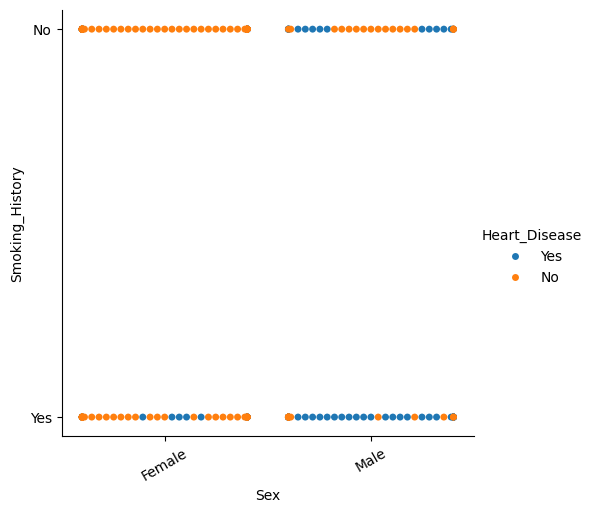 No
Smoking_History
Heart_Disease
Yes
No
Yes
Female
Male
Sex